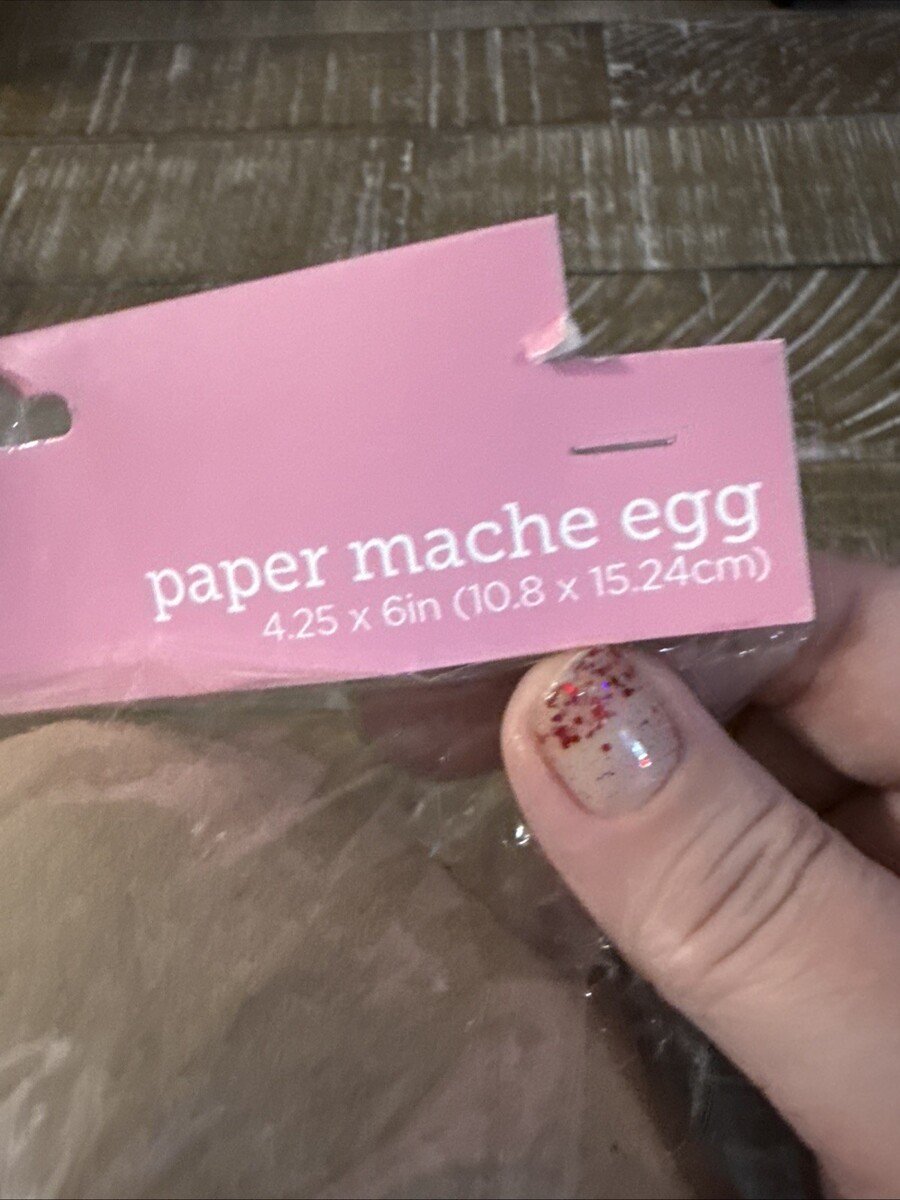 paper mache egg
4.25 x 6in (10.8 x 15.24cm)